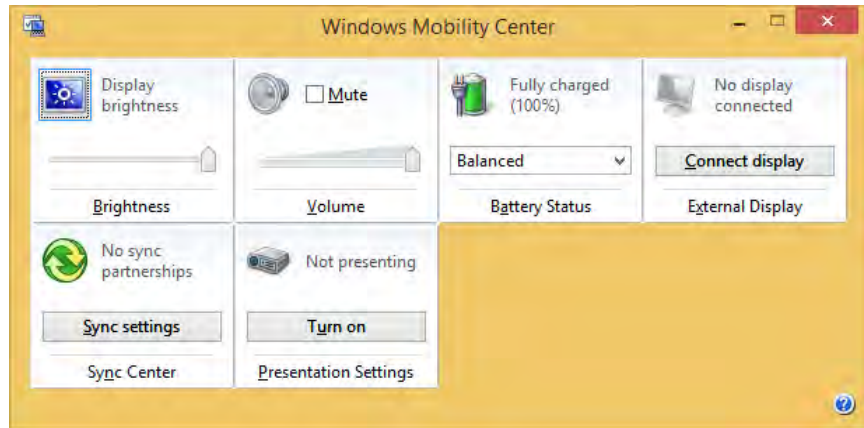 Windows Mobility Center
Display
brightness
Brightness
Mute
Volume
Fully charged
(100%)
Balanced
Battery Status
No display
connected
Connect display
External Display
No sync
partnerships
Sync settings
Sync Center
Not presenting
Turn on
Presentation Settings